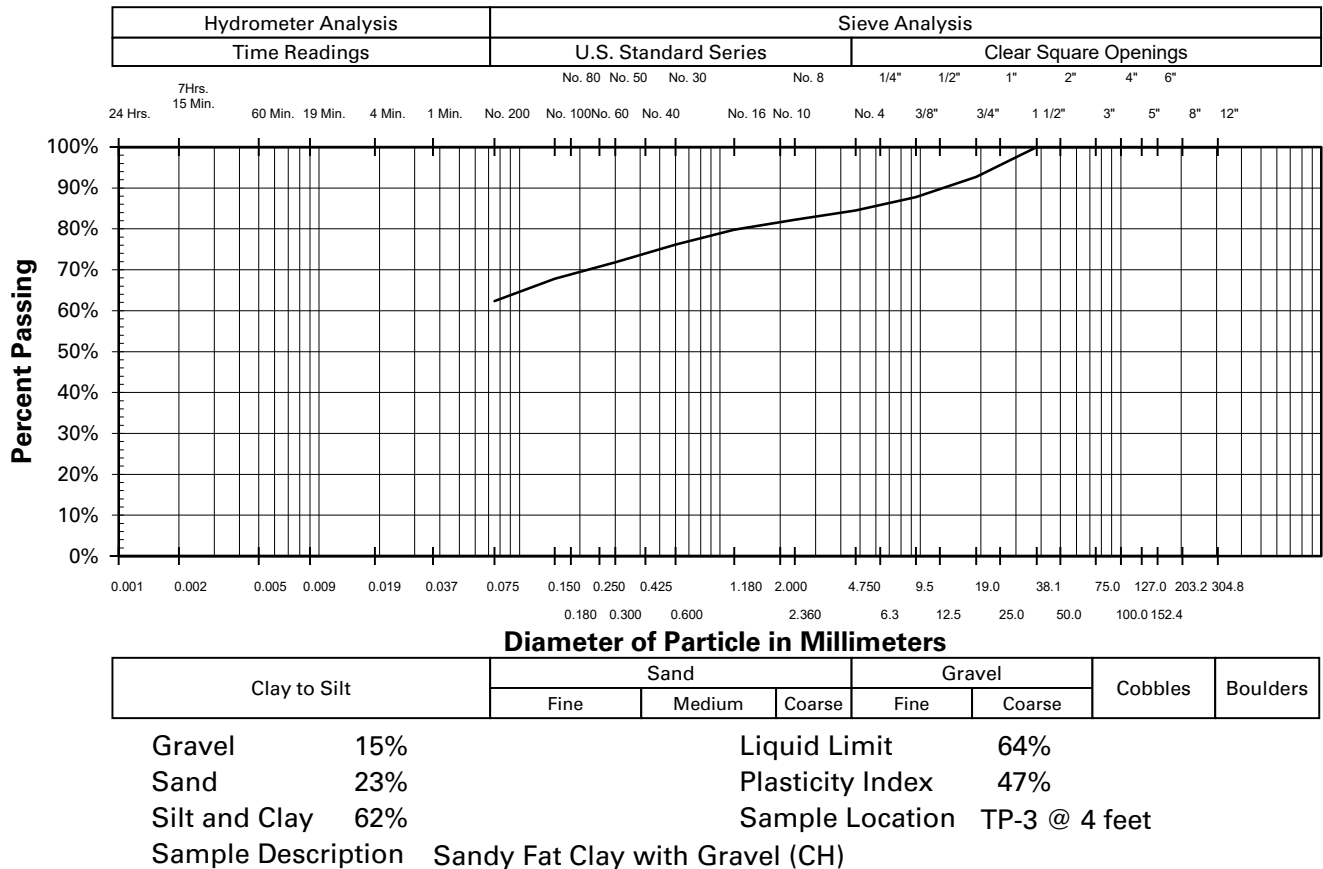 Hydrometer Analysis Sieve Analysis
Time Readings U.S. Standard Series Clear Square Openings
No. 80 No. 50 No. 30 No. 8 1/4" 1/2" 1" 2" 4" 6"
7Hrs.
15 Min.
24 Hrs. 60 Min. 19 Min. 4 Min. 1 Min. No. 200 No. 100 No. 60 No. 40 No. 16 No. 10 No. 4 3/8" 3/4" 1 1/2" 3" 5" 8" 12"
100%
90%
80%
70%
60%
50%
40%
30%
20%
10%
0%
Percent Passing
0.001 0.002 0.005 0.009 0.019 0.037 0.075 0.150 0.250 0.425 1.180 2.000 4.750 9.5 19.0 38.1 75.0 127.0 203.2 304.8
0.180 0.300 0.600 2.360 6.3 12.5 25.0 50.0 100.0 152.4
Diameter of Particle in Millimeters
Clay to Silt Sand Gravel Cobbles Boulders
Fine Medium Coarse Fine Coarse
Gravel 15% Liquid Limit 64%
Sand 23% Plasticity Index 47%
Silt and Clay 62% Sample Location TP-3 @ 4 feet
Sample Description Sandy Fat Clay with Gravel (CH)